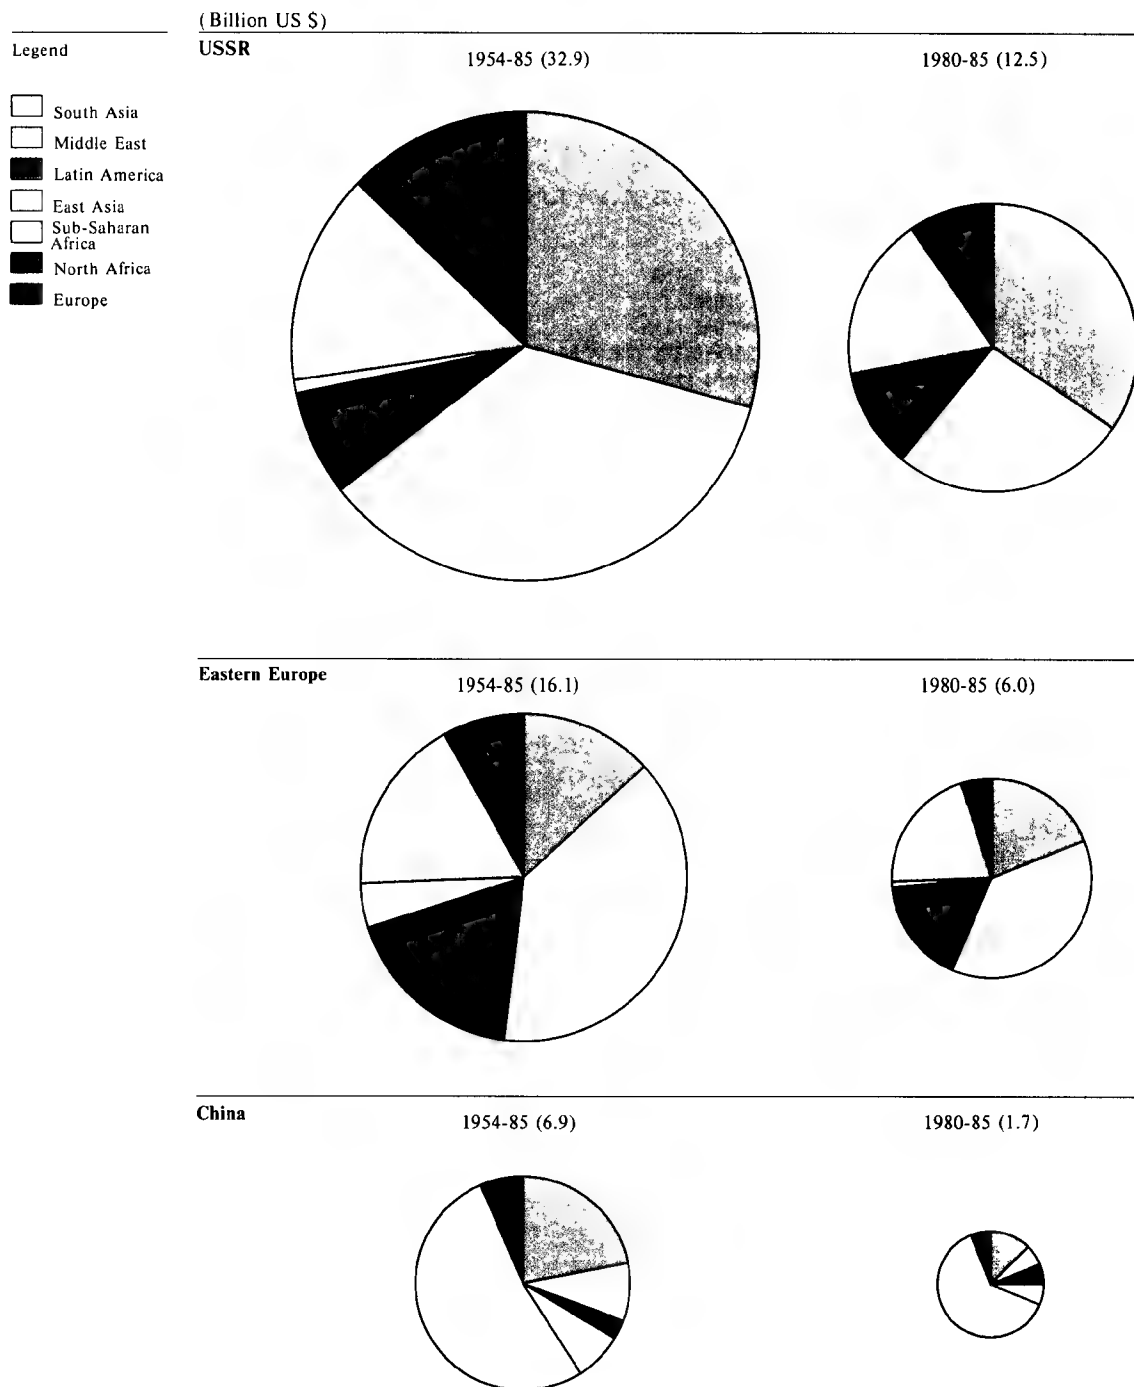 (Billion US $)
Legend
USSR
1954-85 (32.9)
1980-85 (12.5)
South Asia
Middle East
Latin America
East Asia
Sub-Saharan
Africa
North Africa
Europe
Eastern Europe
1954-85 (16.1)
1980-85 (6.0)
China
1954-85 (6.9)
1980-85 (1.7)